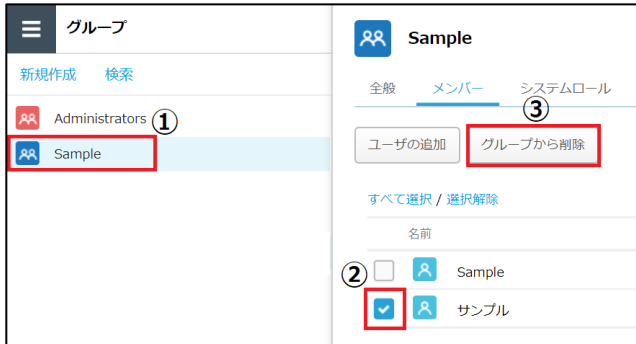 グループ
新規作成 検索
Administrators ①
Sample
Sample
全般 メンバー システムロール
③
ユーザの追加 グループから削除
すべて選択 / 選択解除
名前
② Sample
サンプル